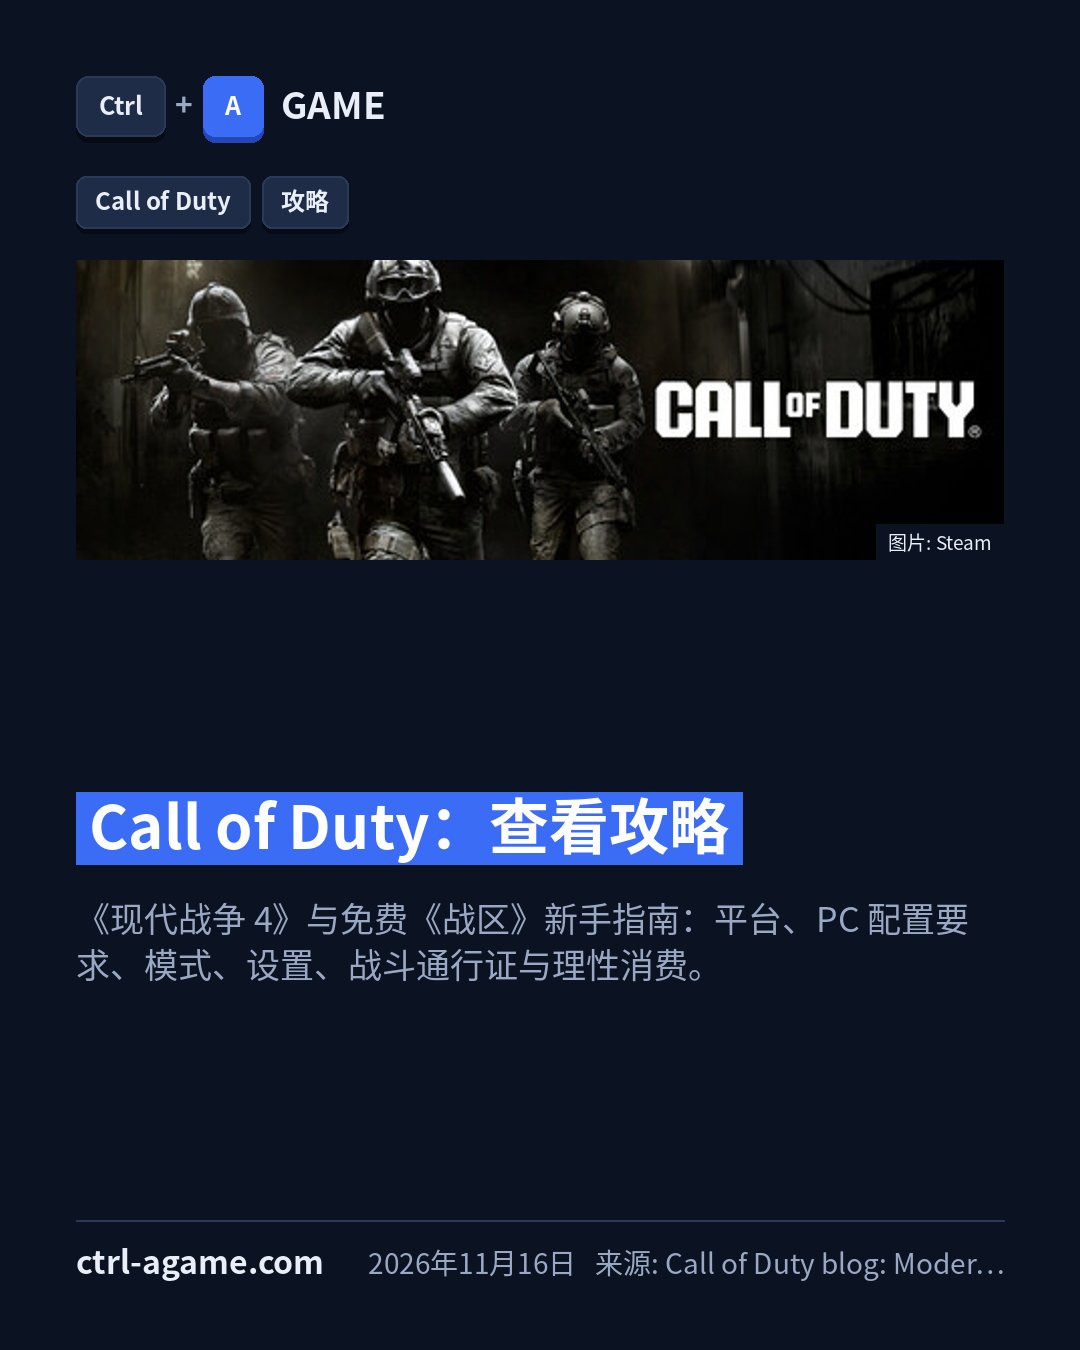 Ctrl + A GAME
Call of Duty 攻略
CALL OF DUTY®
图片: Steam
Call of Duty：查看攻略
《现代战争 4》与免费《战区》新手指南：平台、PC 配置要
求、模式、设置、战斗通行证与理性消费。
ctrl-agame.com 2026年11月16日 来源: Call of Duty blog: Moder…